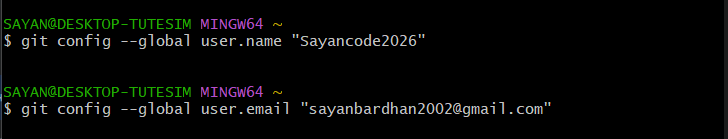 SAYAN@DESKTOP-TUTESIM MINGW64 ~
$ git config --global user.name "Sayancode2026"
SAYAN@DESKTOP-TUTESIM MINGW64 ~
$ git config --global user.email "sayanbardhan2002@gmail.com"